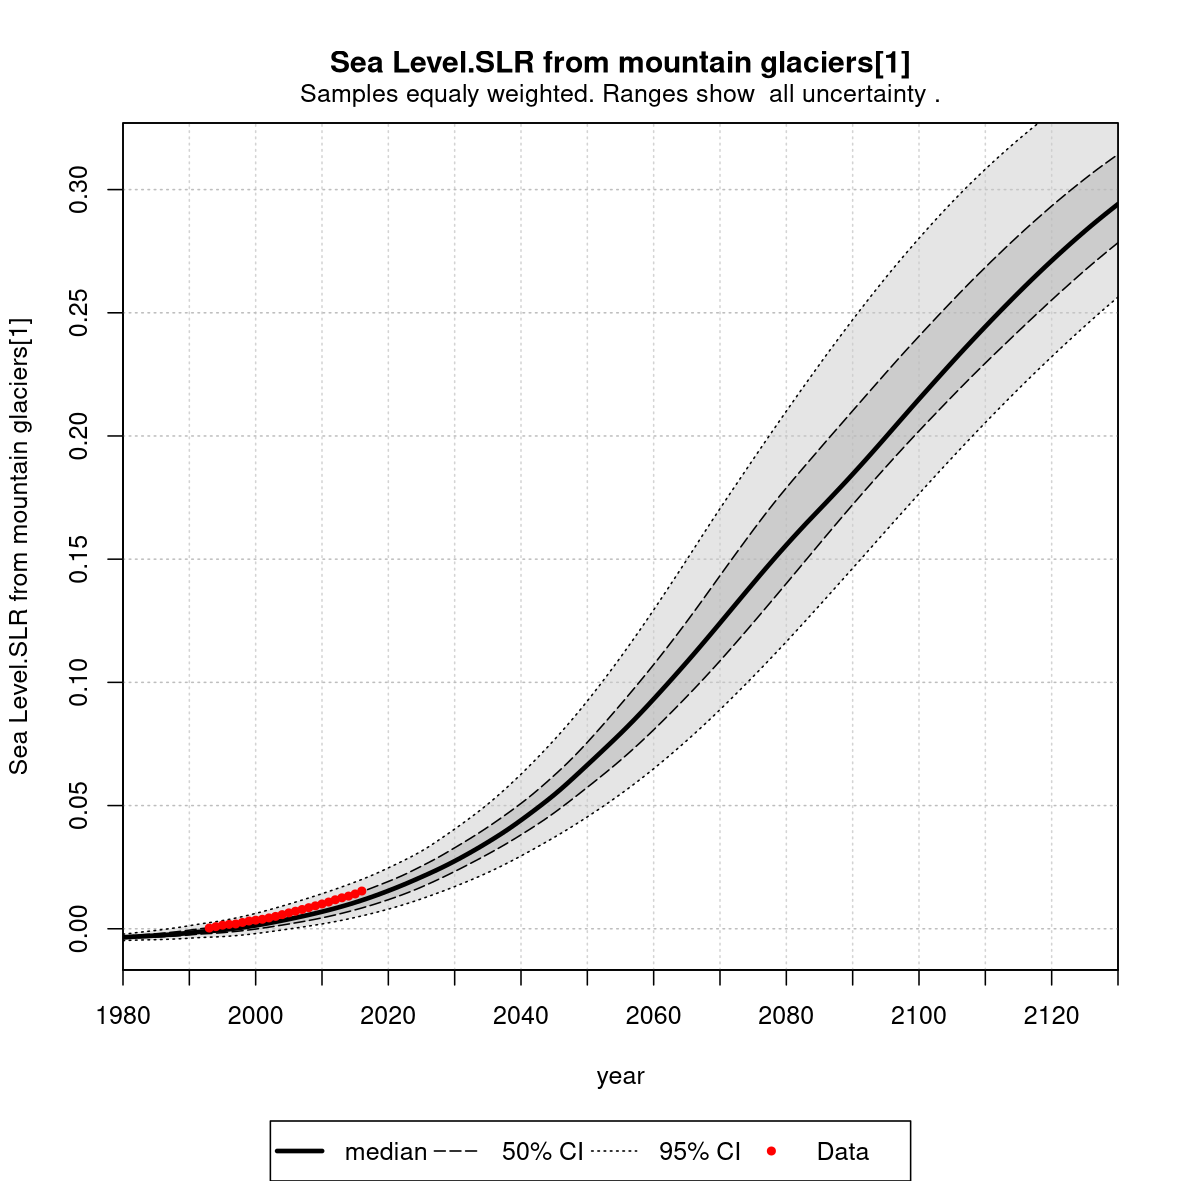 Sea Level.SLR from mountain glaciers[1]
Samples equaly weighted. Ranges show  all uncertainty .
Sea Level.SLR from mountain glaciers[1]
0.30
0.25
0.20
0.15
0.10
0.05
0.00
1980 2000 2020 2040 2060 2080 2100 2120
year
median 50% CI 95% CI Data